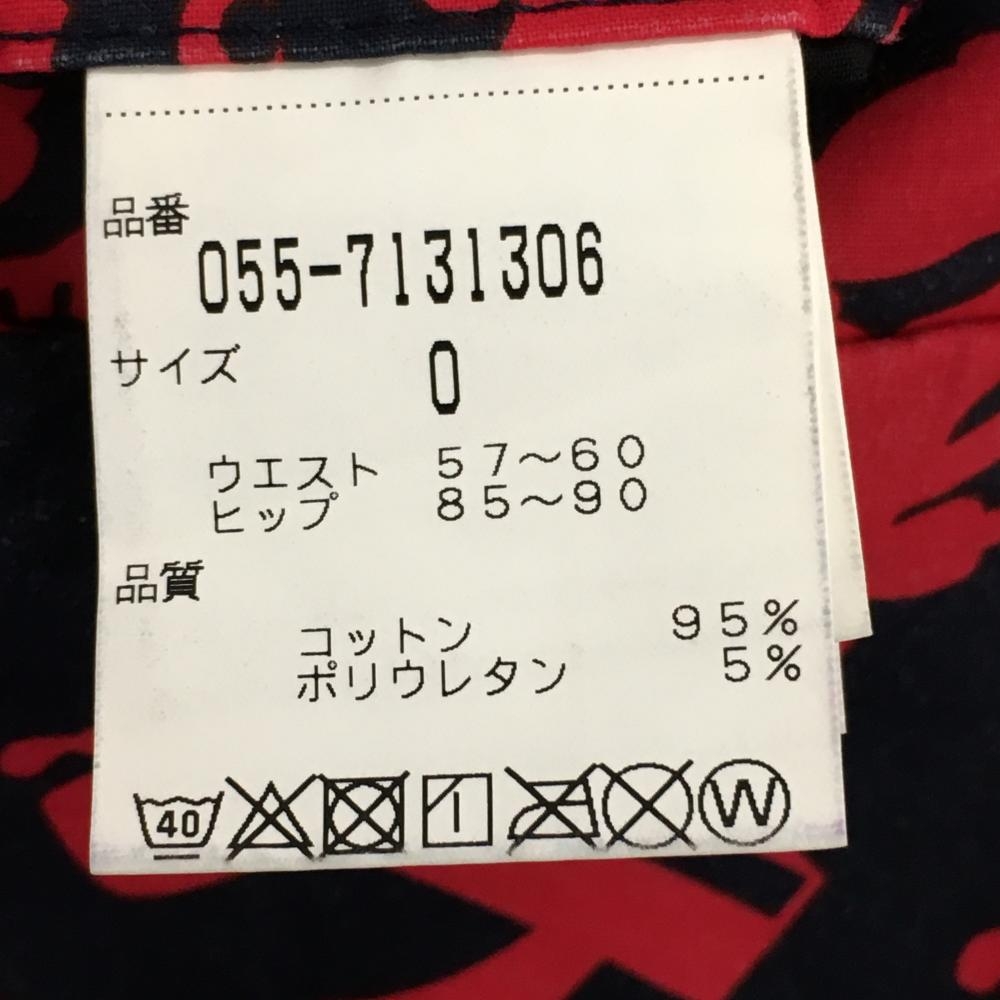 品番
055-7131306
サイズ 0
ウエスト 57～60
ヒップ 85～90
品質
コットン 95%
ポリウレタン 5%
40 W